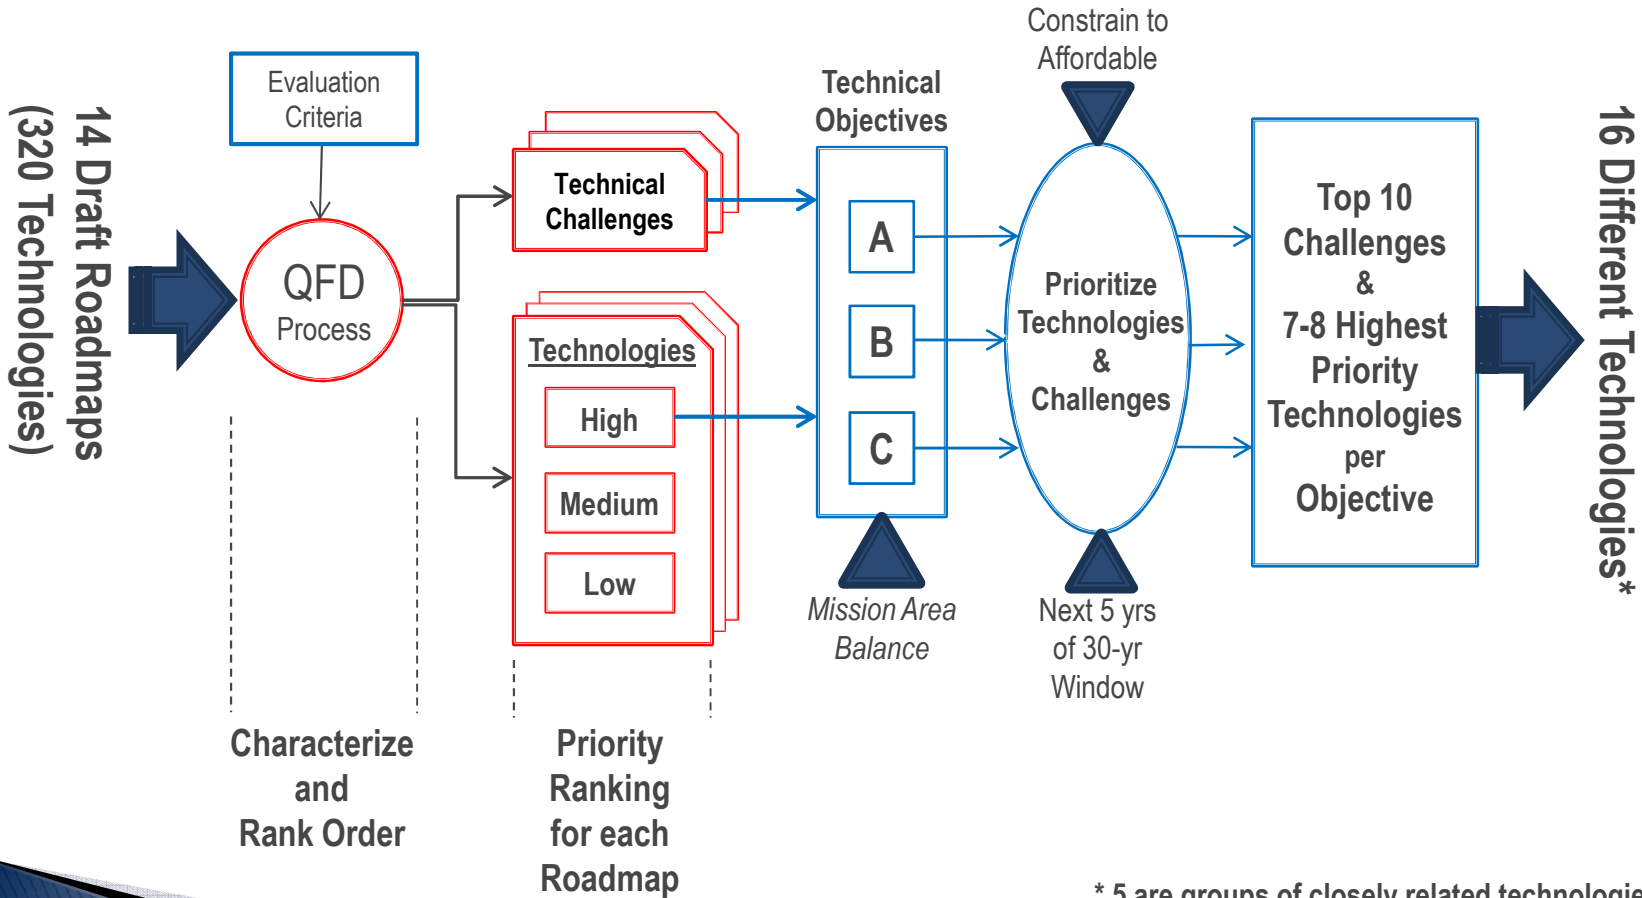 14 Draft Roadmaps
(320 Technologies)
Evaluation
Criteria
QFD
Process
Characterize
and
Rank Order
Technical
Challenges
Technologies
High
Medium
Low
Priority
Ranking
for each
Roadmap
Technical
Objectives
A
B
C
Mission Area
Balance
Constrain to
Affordable
Prioritize
Technologies
&
Challenges
Next 5 yrs
of 30-yr
Window
Top 10
Challenges
&
7-8 Highest
Priority
Technologies
per
Objective
16 Different Technologies*
* 5 are groups of closely related technologie